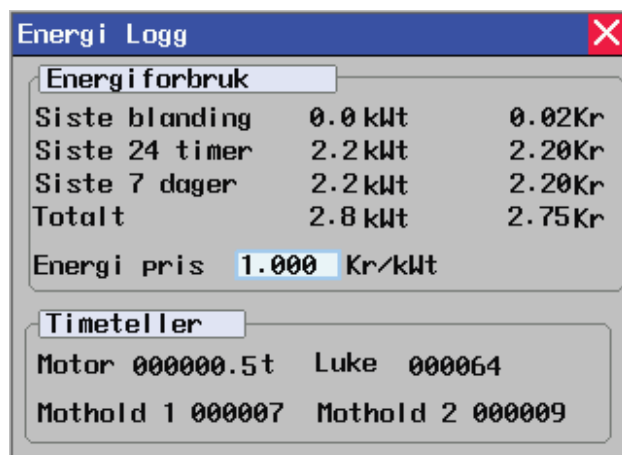 Energi Logg
Energiforbruk
Siste blanding 0.0 kWt 0.02Kr
Siste 24 timer 2.2 kWt 2.20Kr
Siste 7 dager 2.2 kWt 2.20Kr
Totalt 2.8 kWt 2.75Kr
Energi pris 1.000 Kr/kWt
Timeteller
Motor 000000.5t Luke 000064
Mothold 1 000007 Mothold 2 000009